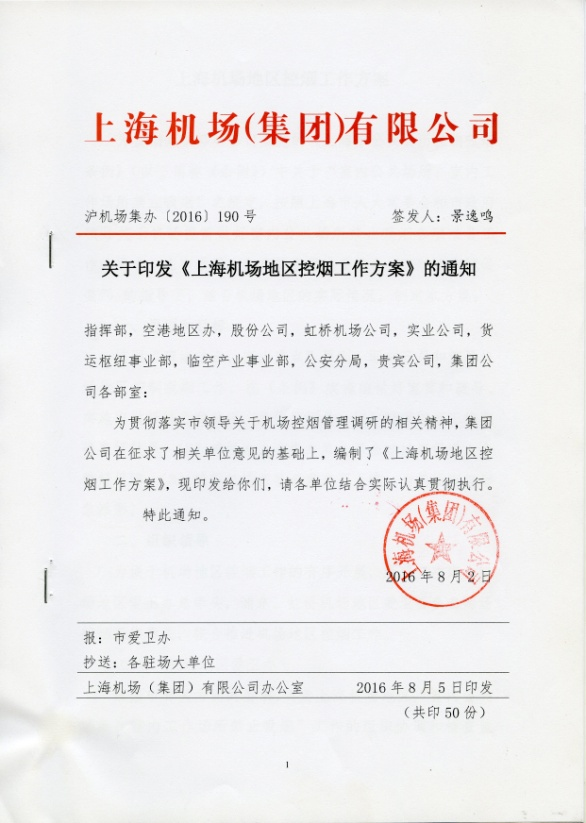 上海机场(集团)有限公司
沪机场集办〔2016〕190号 签发人：景逸鸣
关于印发《上海机场地区控烟工作方案》的通知
指挥部，空港地区办，股份公司，虹桥机场公司，实业公司，货
运枢纽事业部，临空产业事业部，公安分局，贵宾公司，集团公
司各部室：
为贯彻落实市领导关于机场控烟管理调研的相关精神，集团
公司在征求了相关单位意见的基础上，编制了《上海机场地区控
烟工作方案》，现印发给你们，请各单位结合实际认真贯彻执行。
特此通知。
上海机场(集团)有限公司
2016年8月2日
报：市爱卫办
抄送：各驻场大单位
上海机场（集团）有限公司办公室 2016年8月5日印发
（共印50份）
1